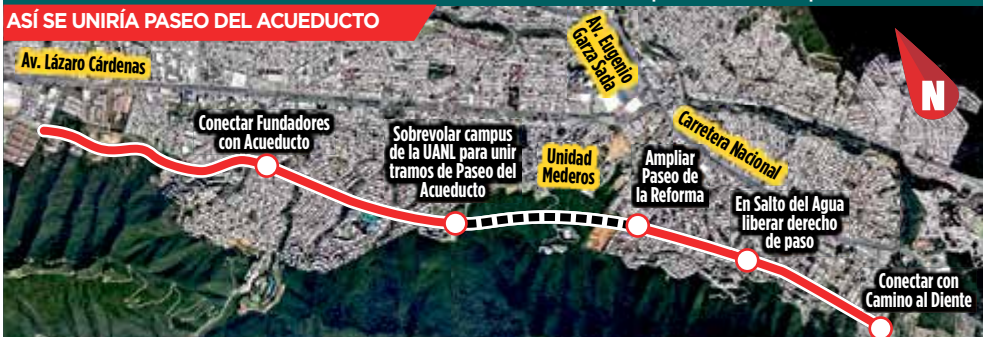 ASÍ SE UNIRÍA PASEO DEL ACUEDUCTO
Av. Lázaro Cárdenas
Conectar Fundadores
con Acueducto
Sobrevolar campus
de la UANL para unir
tramos de Paseo del
Acueducto
Unidad
Mederos
Av. Eugenio
Garza Sada
Carretera Nacional
Ampliar
Paseo de
la Reforma
En Salto del Agua
liberar derecho
de paso
Conectar con
Camino al Diente
N